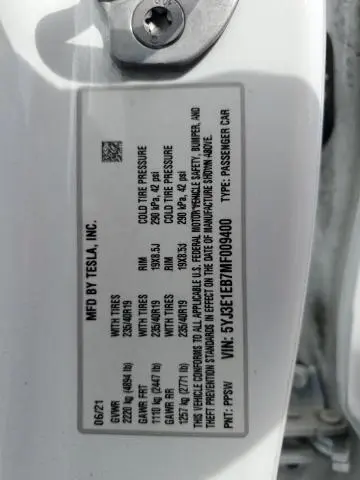 MFD BY TESLA, INC.
06/21
GVWR WITH TIRES RIM COLD TIRE PRESSURE
2220 kg (4894 lb) 235/40R19 19X8.5J 290 kPa, 42 psi
GAWR FRT WITH TIRES RIM COLD TIRE PRESSURE
1110 kg (2447 lb) 235/40R19 19X8.5J 290 kPa, 42 psi
GAWR RR
1257 kg (2771 lb) 235/40R19
THIS VEHICLE CONFORMS TO ALL APPLICABLE U.S. FEDERAL MOTOR VEHICLE SAFETY, BUMPER, AND
THEFT PREVENTION STANDARDS IN EFFECT ON THE DATE OF MANUFACTURE SHOWN ABOVE.
VIN: 5YJ3E1EB7MF009400 TYPE: PASSENGER CAR
PNT: PPSW